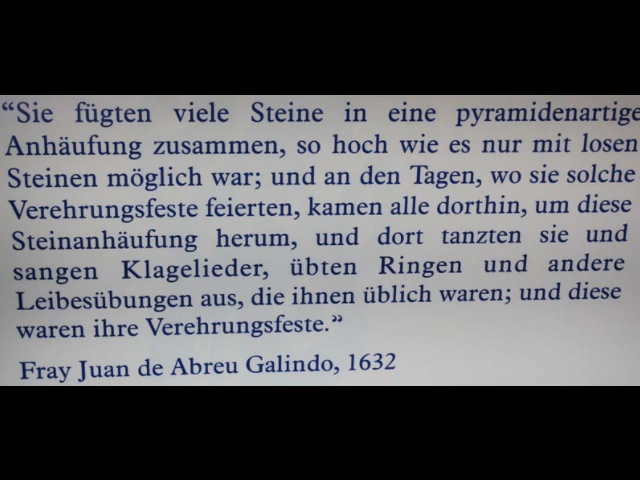 “Sie fügten viele Steine in eine pyramidenartige
Anhäufung zusammen, so hoch wie es nur mit losen
Steinen möglich war; und an den Tagen, wo sie solche
Verehrungsfeste feierten, kamen alle dorthin, um diese
Steinanhäufung herum, und dort tanzten sie und
sangen Klagelieder, übten Ringen und andere
Leibesübungen aus, die ihnen üblich waren; und diese
waren ihre Verehrungsfeste.”
Fray Juan de Abreu Galindo, 1632